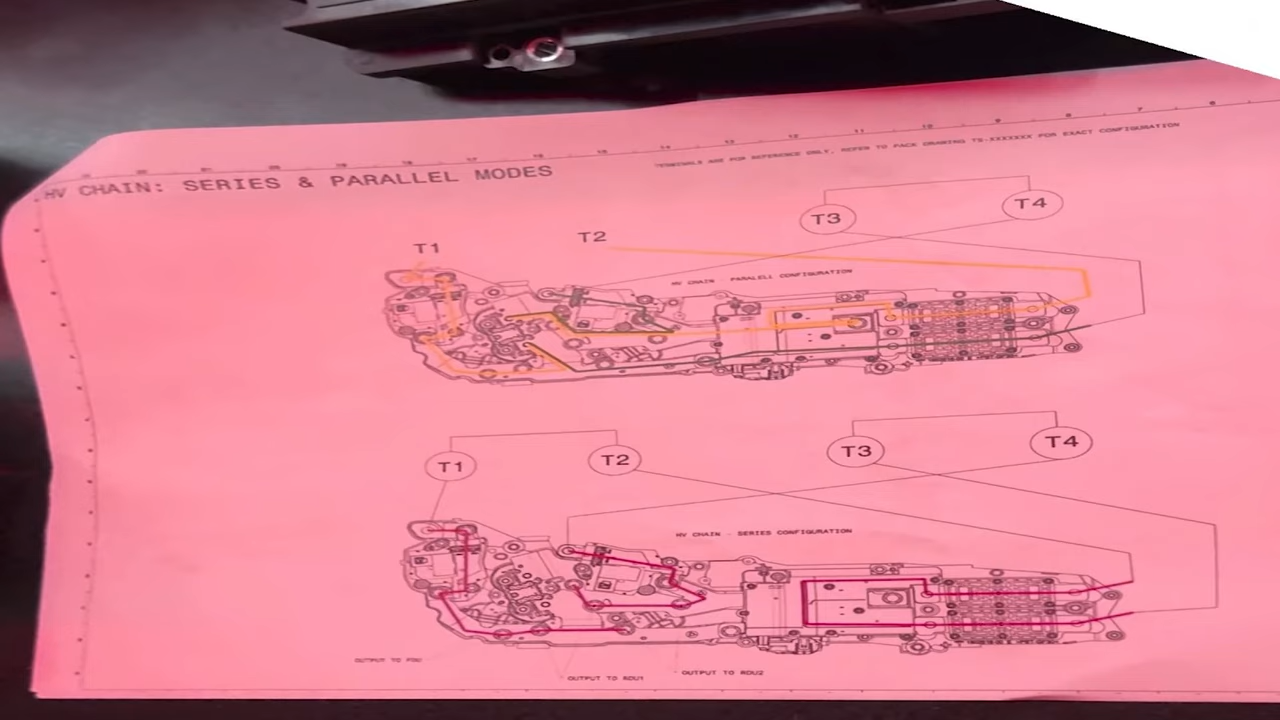 *TERMINALS ARE FOR REFERENCE ONLY, REFER TO PACK DRAWING TS-XXXXXXX FOR EXACT CONFIGURATION
HV CHAIN: SERIES & PARALLEL MODES
T3
T4
T1
T2
HV CHAIN - PARALELL CONFIGURATION
T1
T2
T3
T4
HV CHAIN - SERIES CONFIGURATION
OUTPUT TO PDU
OUTPUT TO RDU1
OUTPUT TO RDU2